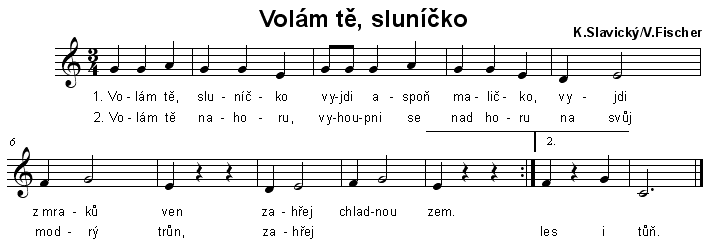 Volám tě, sluníčko
K.Slavický/V.Fischer
3
4
1. Vo - lám tě, slu - níč - ko vy-jdi a - spoň ma - lič - ko, vy - jdi
2. Vo - lám tě na - ho - ru, vy-houp-ni se nad ho - ru na svůj
6
2.
z mra - ků ven za - hřej chlad-nou zem.
mod - rý trůn, za - hřej les i tůň.